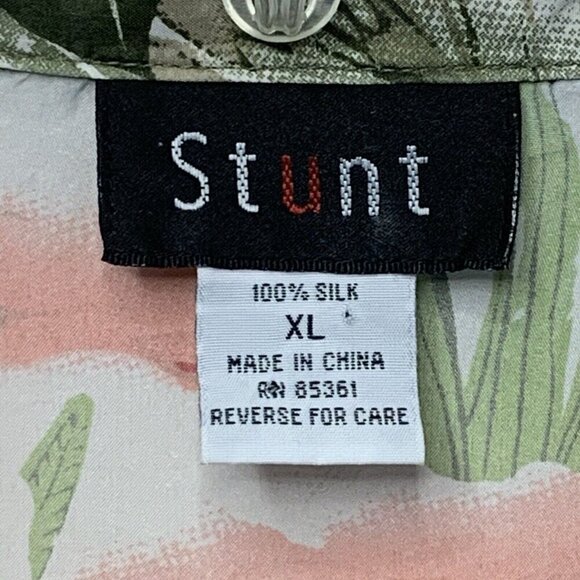 Stunt
100% SILK
XL
MADE IN CHINA
RN 85361
REVERSE FOR CARE